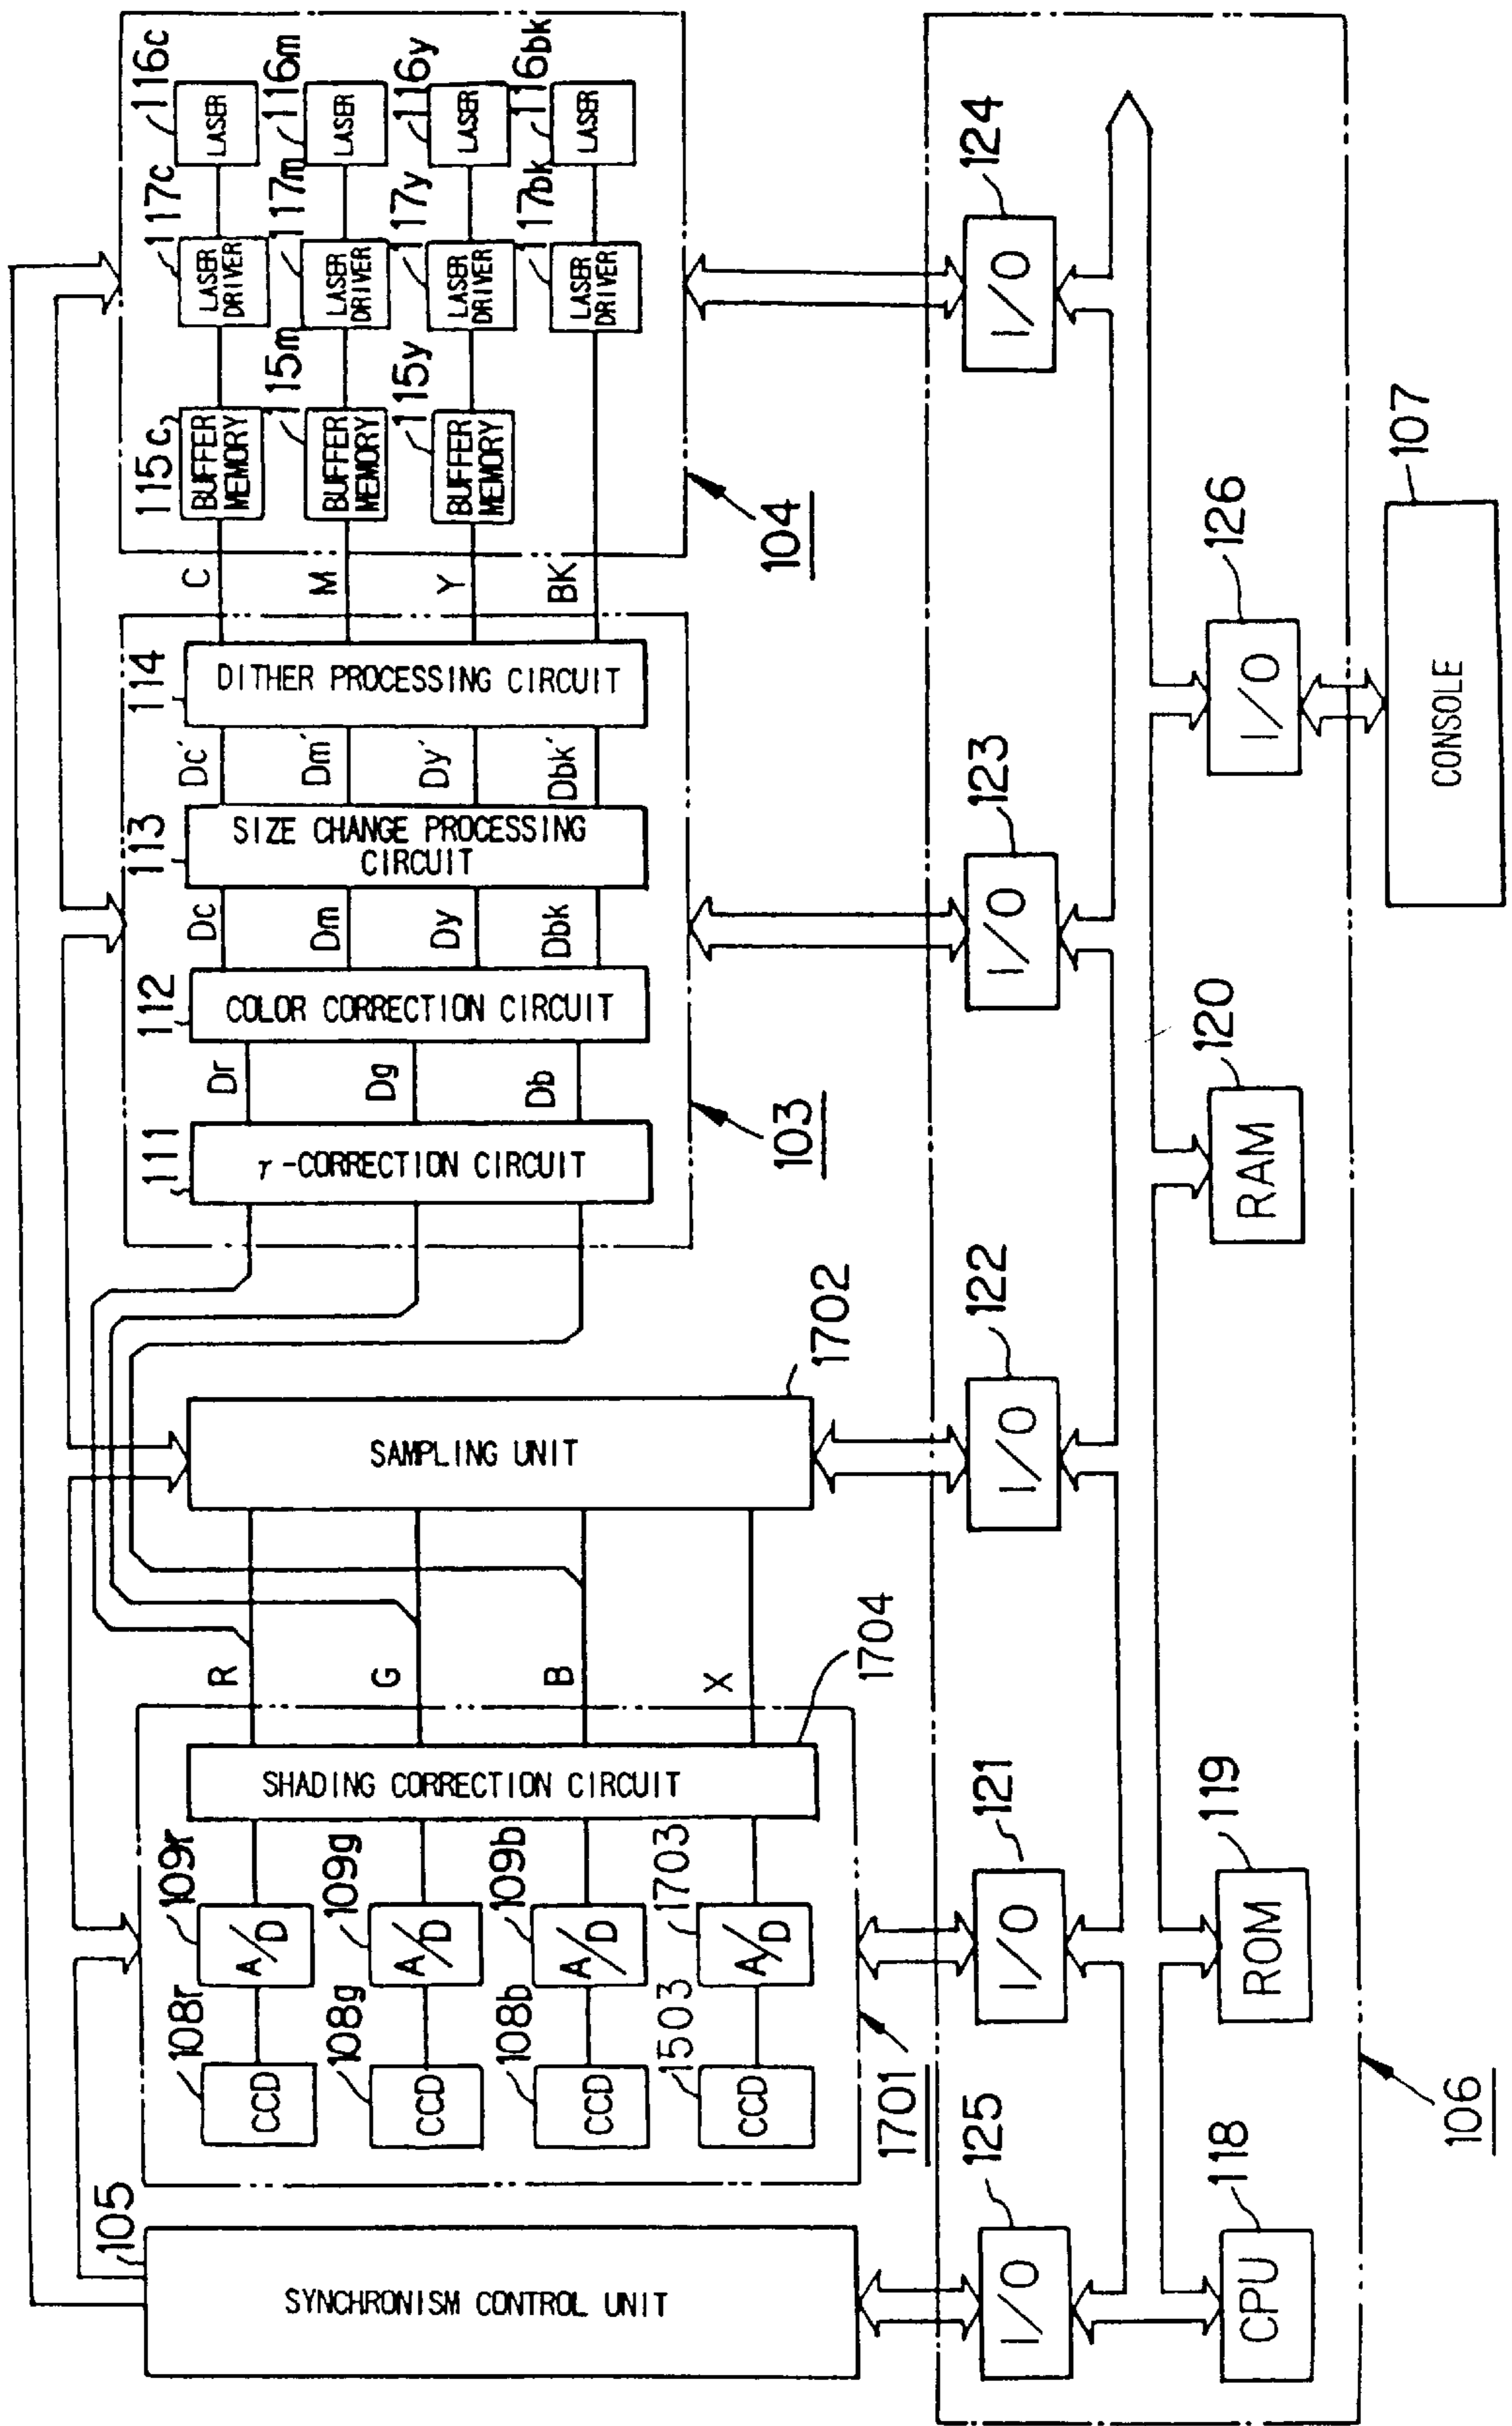 105
SYNCHRONISM CONTROL UNIT
108r
CCD
109r
A/D
108g
CCD
109g
A/D
108b
CCD
109b
A/D
1503
CCD
1703
A/D
SHADING CORRECTION CIRCUIT
1704
1701
R
G
B
X
SAMPLING UNIT
1702
111
γ-CORRECTION CIRCUIT
Dr
Dg
Db
112
COLOR CORRECTION CIRCUIT
Dc
Dm
Dy
Dbk
113
SIZE CHANGE PROCESSING
CIRCUIT
Dc'
Dm'
Dy'
Dbk'
114
DITHER PROCESSING CIRCUIT
103
C
M
Y
BK
115c
BUFFER
MEMORY
117c
LASER
DRIVER
116c
LASER
115m
BUFFER
MEMORY
117m
LASER
DRIVER
116m
LASER
115y
BUFFER
MEMORY
117y
LASER
DRIVER
116y
LASER
117bk
LASER
DRIVER
116bk
LASER
104
125
I/O
121
I/O
122
I/O
123
I/O
124
I/O
118
CPU
119
ROM
120
RAM
126
I/O
106
107
CONSOLE